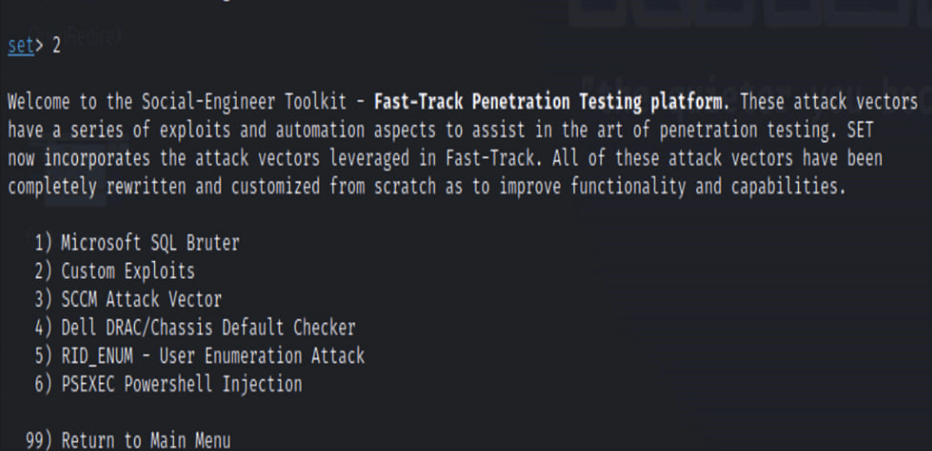 set> 2
Welcome to the Social-Engineer Toolkit - Fast-Track Penetration Testing platform. These attack vectors
have a series of exploits and automation aspects to assist in the art of penetration testing. SET
now incorporates the attack vectors leveraged in Fast-Track. All of these attack vectors have been
completely rewritten and customized from scratch as to improve functionality and capabilities.
1) Microsoft SQL Bruter
2) Custom Exploits
3) SCCM Attack Vector
4) Dell DRAC/Chassis Default Checker
5) RID_ENUM - User Enumeration Attack
6) PSEXEC Powershell Injection
99) Return to Main Menu